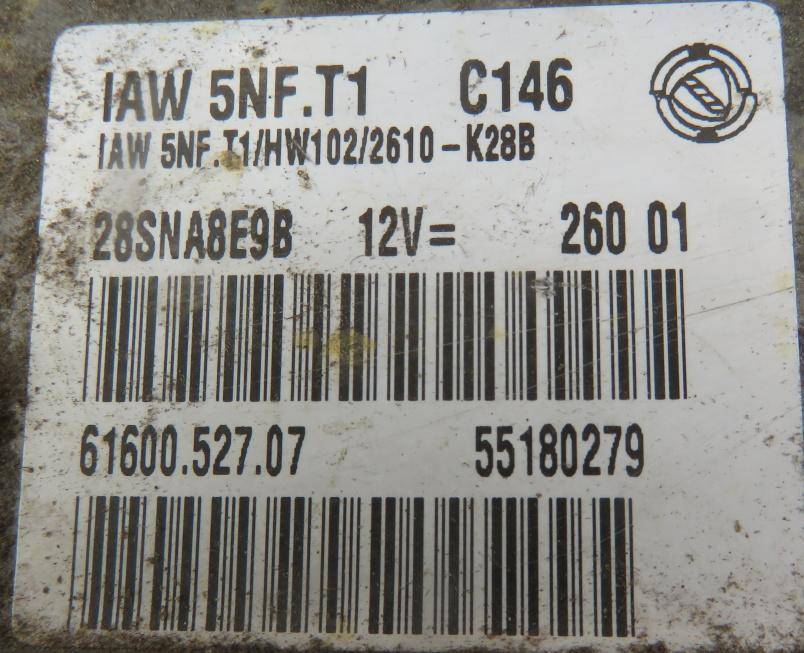 IAW 5NF.T1 C146
IAW 5NF.T1/HW102/2610-K28B
28SNA8E9B 12V= 260 01
61600.527.07 55180279